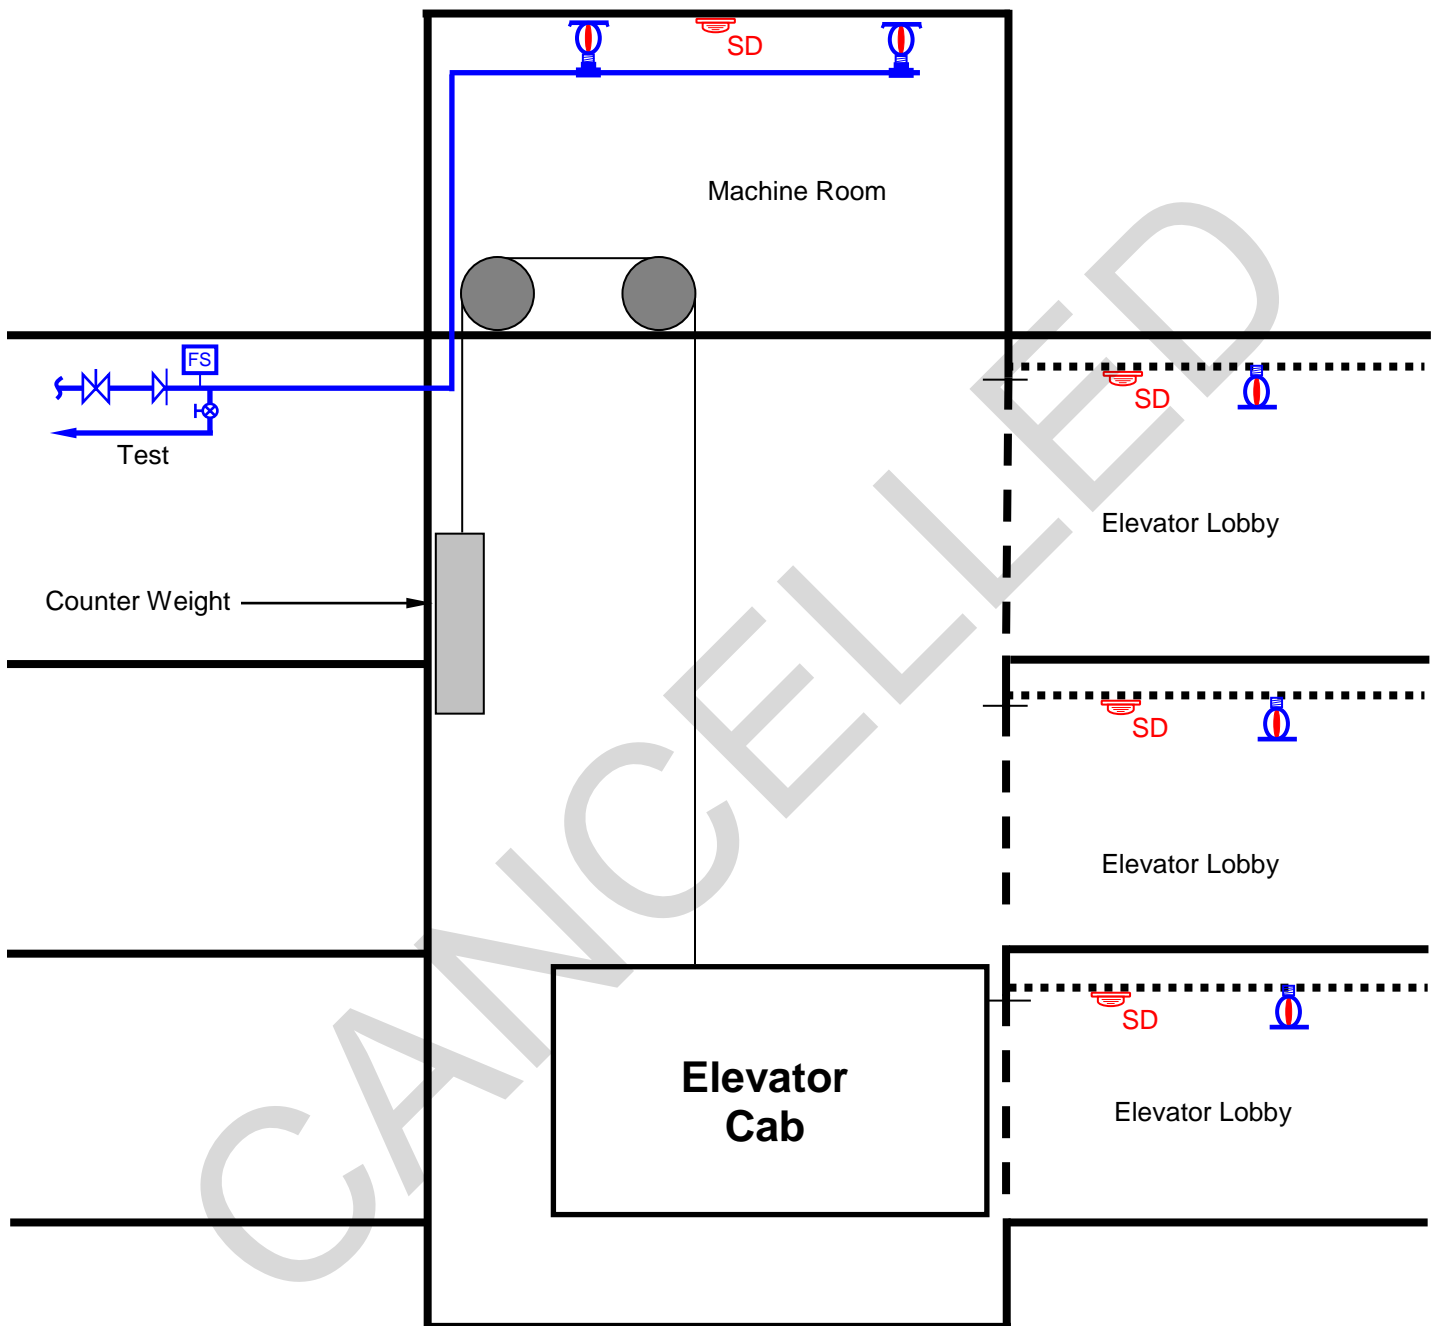 SD
Machine Room
FS
SD
Test
Elevator Lobby
Counter Weight
SD
Elevator Lobby
SD
Elevator
Cab
Elevator Lobby
CANCELLED